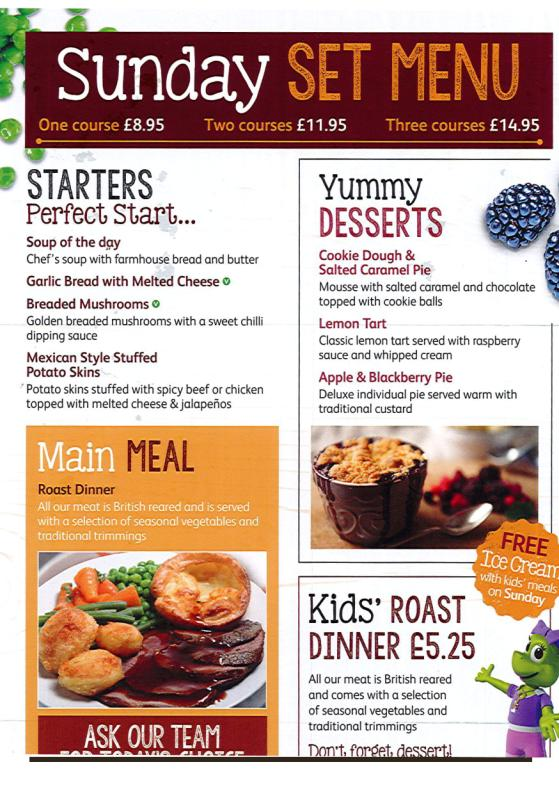 Sunday SET MENU
One course £8.95 Two courses £11.95 Three courses £14.95
STARTERS
Perfect Start...
Soup of the day
Chef's soup with farmhouse bread and butter
Garlic Bread with Melted Cheese v
Breaded Mushrooms v
Golden breaded mushrooms with a sweet chilli
dipping sauce
Mexican Style Stuffed
Potato Skins
Potato skins stuffed with spicy beef or chicken
topped with melted cheese & jalapeños
Main MEAL
Roast Dinner
All our meat is British reared and is served
with a selection of seasonal vegetables and
traditional trimmings
ASK OUR TEAM
FOR TODAY'S CHOICE
Yummy
DESSERTS
Cookie Dough &
Salted Caramel Pie
Mousse with salted caramel and chocolate
topped with cookie balls
Lemon Tart
Classic lemon tart served with raspberry
sauce and whipped cream
Apple & Blackberry Pie
Deluxe individual pie served warm with
traditional custard
FREE
Ice Cream
with kids' meals
on Sunday
Kids' ROAST
DINNER £5.25
All our meat is British reared
and comes with a selection
of seasonal vegetables and
traditional trimmings
Don't forget dessert!